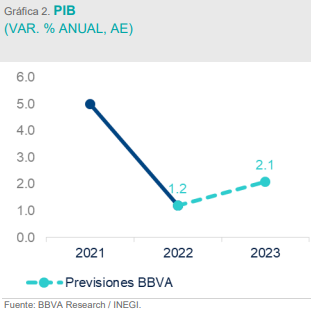 Gráfica 2. PIB
(VAR. % ANUAL, AE)
6.0
5.0
4.0
3.0
2.0
1.0
0.0
1.2
2.1
2021 2022 2023
Previsiones BBVA
Fuente: BBVA Research / INEGI.